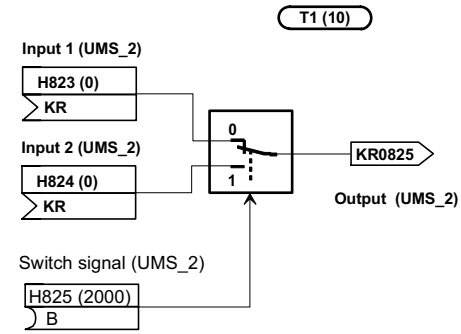 T1 (10)
Input 1 (UMS_2)
H823 (0)
KR
Input 2 (UMS_2)
H824 (0)
KR
0
1
KR0825
Output (UMS_2)
Switch signal (UMS_2)
H825 (2000)
B